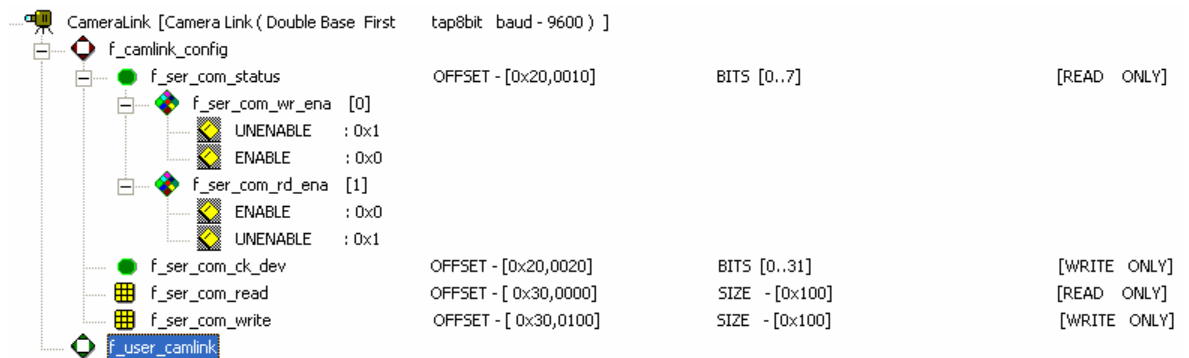 CameraLink [Camera Link ( Double Base First tap8bit baud - 9600 ) ]
f_camlink_config
f_ser_com_status OFFSET - [0x20,0010] BITS [0..7] [READ ONLY]
f_ser_com_wr_ena [0]
UNENABLE : 0x1
ENABLE : 0x0
f_ser_com_rd_ena [1]
ENABLE : 0x0
UNENABLE : 0x1
f_ser_com_ck_dev OFFSET - [0x20,0020] BITS [0..31] [WRITE ONLY]
f_ser_com_read OFFSET - [ 0x30,0000] SIZE - [0x100] [READ ONLY]
f_ser_com_write OFFSET - [ 0x30,0100] SIZE - [0x100] [WRITE ONLY]
f_user_camlink